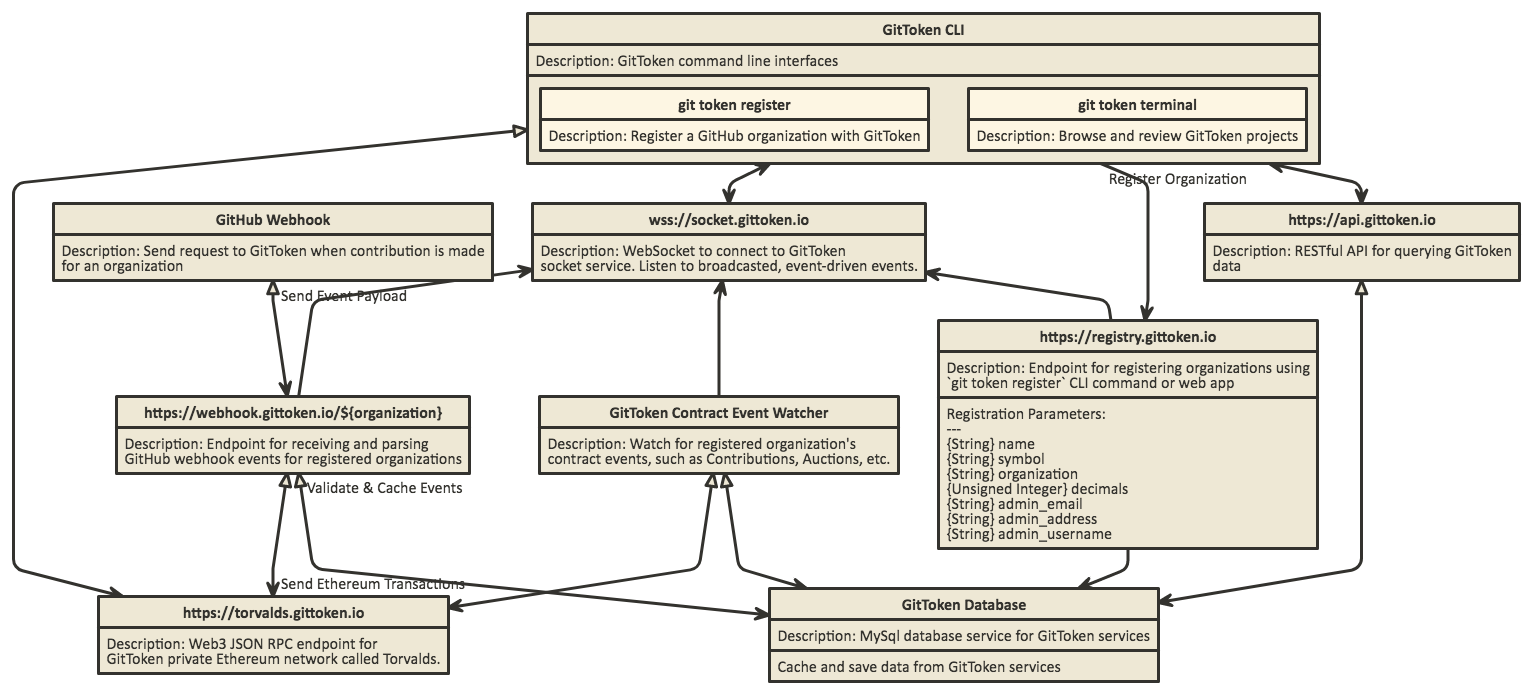 GitToken CLI
Description: GitToken command line interfaces
git token register
Description: Register a GitHub organization with GitToken
git token terminal
Description: Browse and review GitToken projects
Register Organization
GitHub Webhook
Description: Send request to GitToken when contribution is made
for an organization
wss://socket.gittoken.io
Description: WebSocket to connect to GitToken
socket service. Listen to broadcasted, event-driven events.
https://api.gittoken.io
Description: RESTful API for querying GitToken
data
Send Event Payload
https://registry.gittoken.io
Description: Endpoint for registering organizations using
`git token register` CLI command or web app
Registration Parameters:
---
{String} name
{String} symbol
{String} organization
{Unsigned Integer} decimals
{String} admin_email
{String} admin_address
{String} admin_username
https://webhook.gittoken.io/${organization}
Description: Endpoint for receiving and parsing
GitHub webhook events for registered organizations
GitToken Contract Event Watcher
Description: Watch for registered organization's
contract events, such as Contributions, Auctions, etc.
Validate & Cache Events
Send Ethereum Transactions
https://torvalds.gittoken.io
Description: Web3 JSON RPC endpoint for
GitToken private Ethereum network called Torvalds.
GitToken Database
Description: MySql database service for GitToken services
Cache and save data from GitToken services